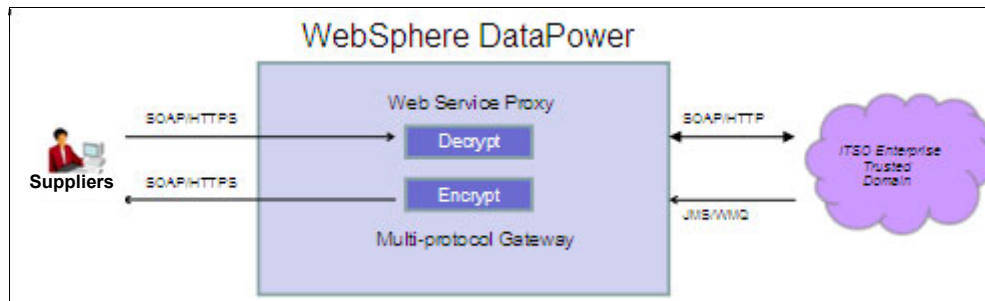 WebSphere DataPower
Web Service Proxy
SOAP/HTTPS
Decrypt
SOAP/HTTP
Suppliers
ITSO Enterprise
Trusted
Domain
SOAP/HTTPS
Encrypt
JMS/WMQ
Multi-protocol Gateway